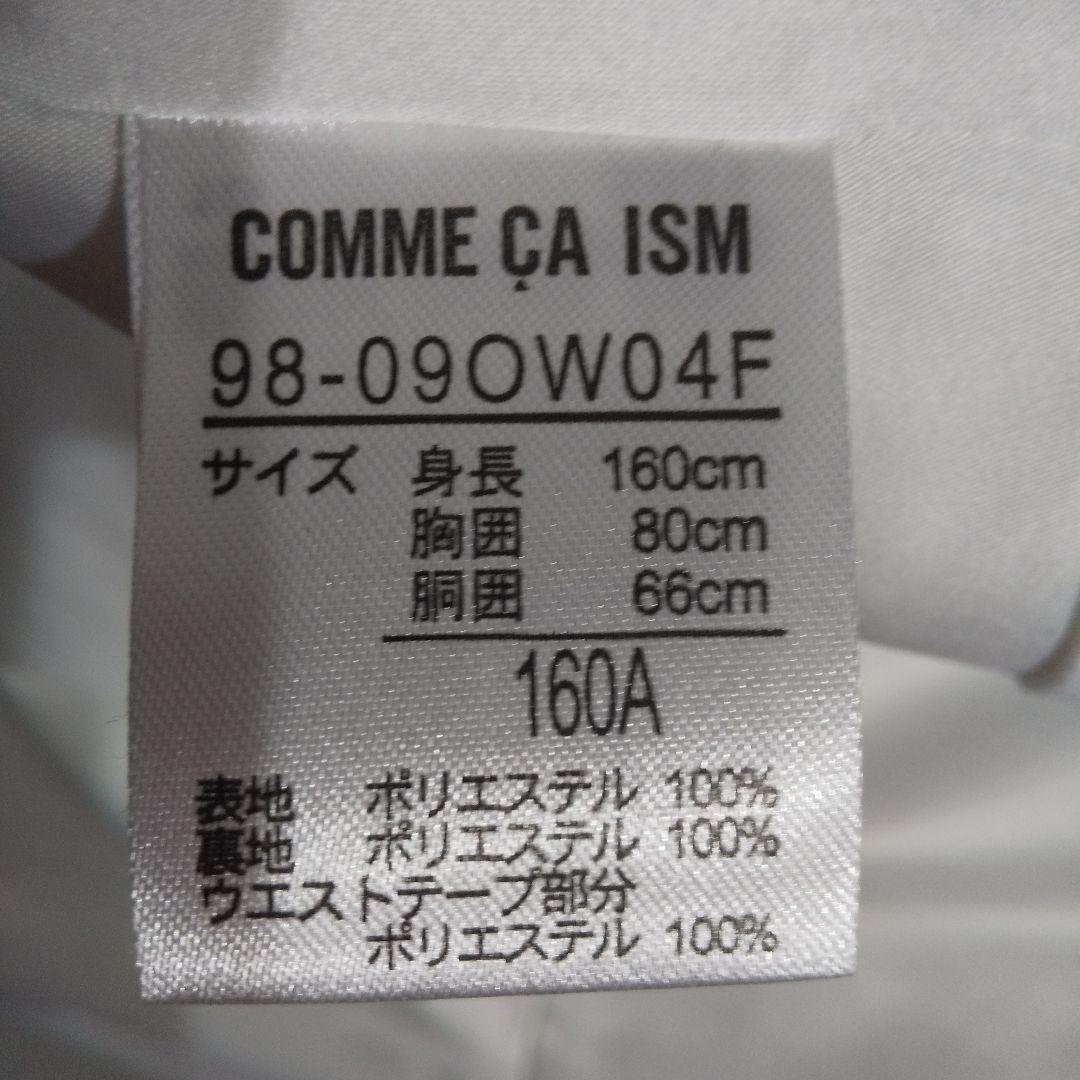 COMME ÇA ISM
98-09OW04F
サイズ 身長 160cm
胸囲 80cm
胴囲 66cm
160A
表地 ポリエステル 100%
裏地 ポリエステル 100%
ウエストテープ部分
ポリエステル 100%